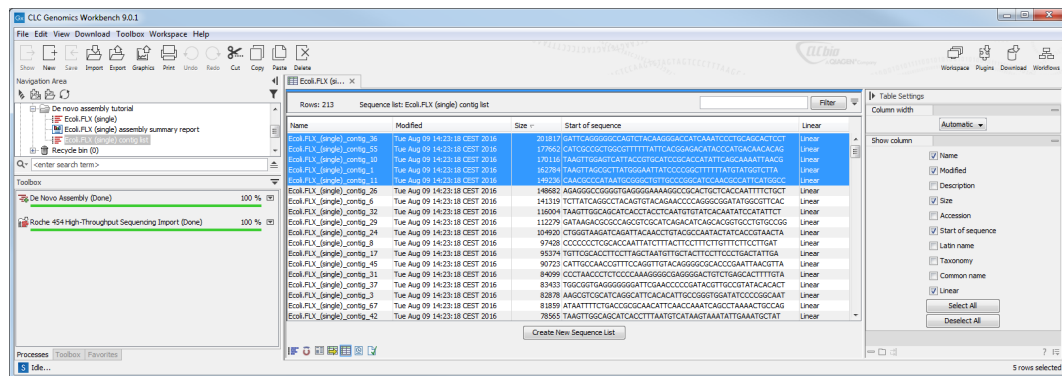 CLC Genomics Workbench 9.0.1
File Edit View Download Toolbox Workspace Help
Show New Save Import Export Graphics Print Undo Redo Cut Copy Paste Delete Workspace Plugins Download Workflows
Navigation Area
De novo assembly tutorial
Ecoli.FLX (single)
Ecoli.FLX (single) assembly summary report
Ecoli.FLX (single) contig list
Recycle bin (0)
<enter search term>
Toolbox
De Novo Assembly (Done) 100 %
Roche 454 High-Throughput Sequencing Import (Done) 100 %
Processes Toolbox Favorites
Idle...
Ecoli.FLX (si...
Rows: 213 Sequence list: Ecoli.FLX (single) contig list Filter
Name Modified Size Start of sequence Linear
Ecoli.FLX_(single)_contig_36 Tue Aug 09 14:23:18 CEST 2016 201817 GATTCAGGGGGCCAGTCTACAAGGGACCATCAAATCCCTGCAGCACTCCT Linear
Ecoli.FLX_(single)_contig_55 Tue Aug 09 14:23:18 CEST 2016 177662 CATCGCCGCTGGCGTTTTTTATTCACGGAGACATACCCATGACAACACAG Linear
Ecoli.FLX_(single)_contig_10 Tue Aug 09 14:23:18 CEST 2016 170116 TAAGTTGGAGTCATTACCGTGCATCCGCACCATATTCAGCAAAATTAACG Linear
Ecoli.FLX_(single)_contig_1 Tue Aug 09 14:23:18 CEST 2016 162784 TAAGTTAGCGCTTATGGGAATTATCCCCGGCTTTTTTATGTATGGTCTTA Linear
Ecoli.FLX_(single)_contig_11 Tue Aug 09 14:23:18 CEST 2016 149236 CAACGCCCATAATGCGGGCTGTTGCCCGGCATCCAACGCCATTCATGGCC Linear
Ecoli.FLX_(single)_contig_26 Tue Aug 09 14:23:18 CEST 2016 148682 AGAGGGCCGGGGTGAGGGGAAAAGGCCGCACTGCTCACCAATTTTCTGCT Linear
Ecoli.FLX_(single)_contig_6 Tue Aug 09 14:23:18 CEST 2016 141319 TCTTATCAGGCCTACAGTGTACAGAACCCCAGGGCGGATATGGCGTTCAC Linear
Ecoli.FLX_(single)_contig_32 Tue Aug 09 14:23:18 CEST 2016 116004 TAAGTTGGCAGCATCACCTACCTCAATGTGTATCACAATATCCATATTCT Linear
Ecoli.FLX_(single)_contig_29 Tue Aug 09 14:23:18 CEST 2016 112279 GATAAGACGCGCCAGCGTCGCATCAGACATCAGCACGGTGCCTGTGCCGG Linear
Ecoli.FLX_(single)_contig_24 Tue Aug 09 14:23:18 CEST 2016 104920 CTGGGTAAGATCAGATTACAACCTGTACGCCAATACTATCACCGTAACTA Linear
Ecoli.FLX_(single)_contig_8 Tue Aug 09 14:23:18 CEST 2016 97428 CCCCCCCTCGCACCAATTATCTTTACTTCCTTTCTTGTTTCTTCCTTGAT Linear
Ecoli.FLX_(single)_contig_17 Tue Aug 09 14:23:18 CEST 2016 95374 TGTTCGCACCTTCCTTAGCTAATGTTGCTACTTCCTTCCCTGACTATTGA Linear
Ecoli.FLX_(single)_contig_45 Tue Aug 09 14:23:18 CEST 2016 90723 CATTGCCAACCGTTTCCAGGTTGTACAGGGGCGCACCCGAATTAACGTTA Linear
Ecoli.FLX_(single)_contig_31 Tue Aug 09 14:23:18 CEST 2016 84099 CCCTAACCCTCTCCCCAAAGGGGCGAGGGGACTGTCTGAGCACTTTTGTA Linear
Ecoli.FLX_(single)_contig_37 Tue Aug 09 14:23:18 CEST 2016 83433 TGGCGGTGAGGGGGGGATTCGAACCCCCGATACGTTGCCGTATACACACT Linear
Ecoli.FLX_(single)_contig_3 Tue Aug 09 14:23:18 CEST 2016 82878 AAGCGTCGCATCAGGCATTCACACATTGCCGGGTGGATATCCCCGGCAAT Linear
Ecoli.FLX_(single)_contig_67 Tue Aug 09 14:23:18 CEST 2016 81859 ATAATTTTCTGACCGCGCAACATTCAACCAAATCAGCCTAAAACTGCCAG Linear
Ecoli.FLX_(single)_contig_42 Tue Aug 09 14:23:18 CEST 2016 78565 TAAGTTGGCAGCATCACCTTTAATGTCATAAGTAAATATTGAAATGCTAT Linear
Create New Sequence List
Table Settings
Column width
Automatic
Show column
Name
Modified
Description
Size
Accession
Start of sequence
Latin name
Taxonomy
Common name
Linear
Select All
Deselect All
5 rows selected